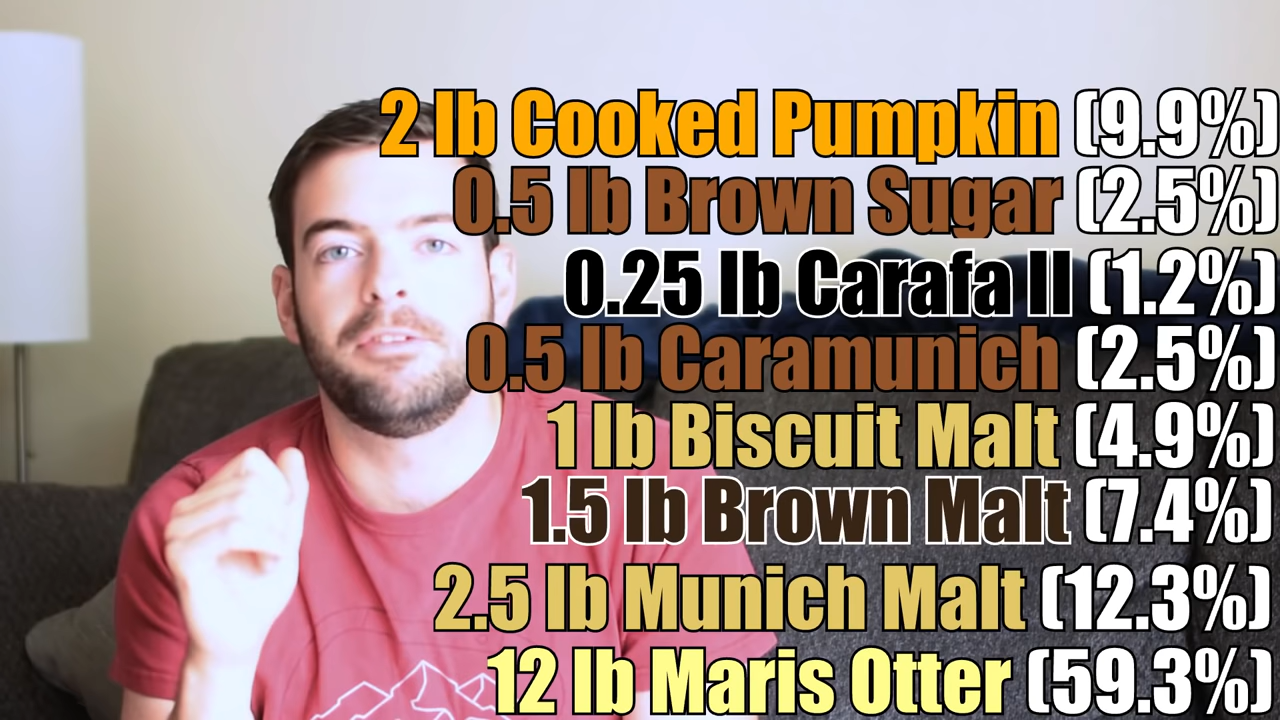 2 lb Cooked Pumpkin (9.9%)
0.5 lb Brown Sugar (2.5%)
0.25 lb Carafa II (1.2%)
0.5 lb Caramunich (2.5%)
1 lb Biscuit Malt (4.9%)
1.5 lb Brown Malt (7.4%)
2.5 lb Munich Malt (12.3%)
12 lb Maris Otter (59.3%)